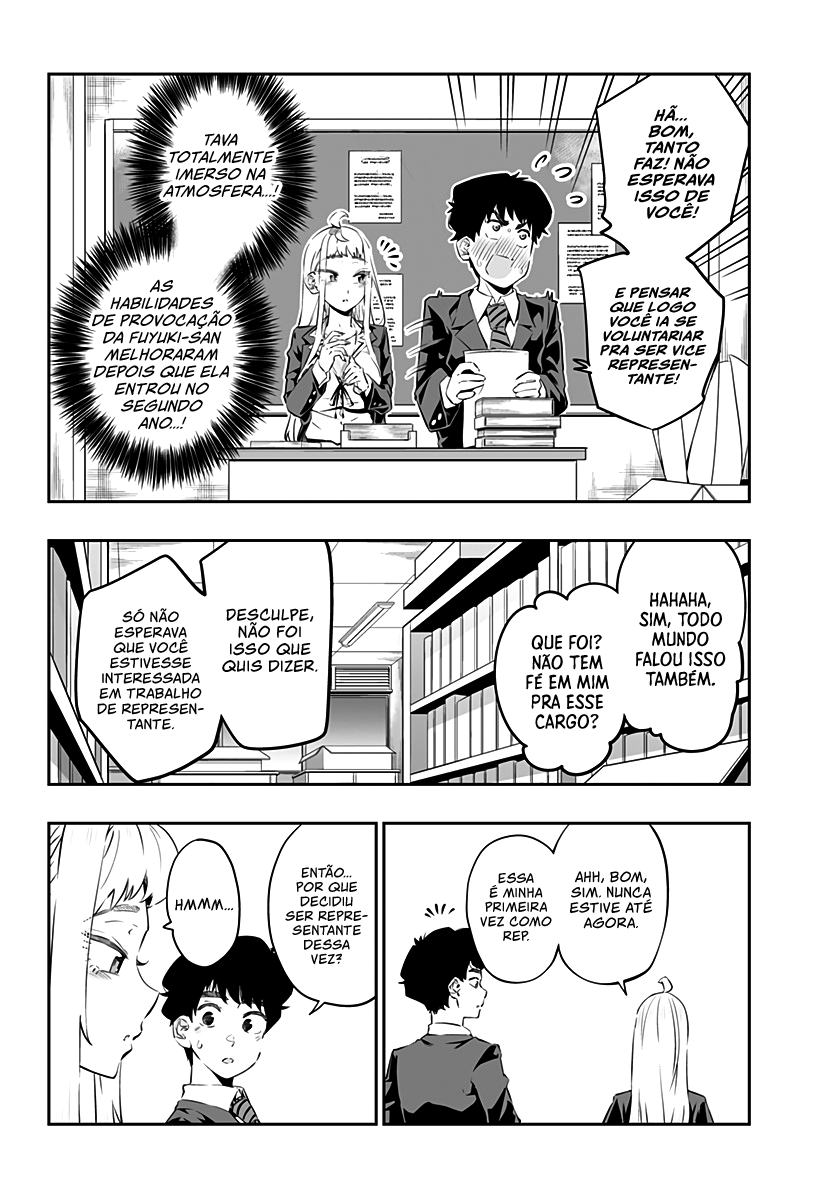 HÃ...
BOM,
TANTO
FAZ! NÃO
ESPERAVA
ISSO DE
VOCÊ!
E PENSAR
QUE LOGO
VOCÊ IA SE
VOLUNTARIAR
PRA SER VICE
REPRESEN-
TANTE!
TAVA
TOTALMENTE
IMERSO NA
ATMOSFERA...!
AS
HABILIDADES
DE PROVOCAÇÃO
DA FUYUKI-SAN
MELHORARAM
DEPOIS QUE ELA
ENTROU NO
SEGUNDO
ANO...!
HAHAHA,
SIM, TODO
MUNDO
FALOU ISSO
TAMBÉM.
QUE FOI?
NÃO TEM
FÉ EM MIM
PRA ESSE
CARGO?
DESCULPE,
NÃO FOI
ISSO QUE
QUIS DIZER.
SÓ NÃO
ESPERAVA
QUE VOCÊ
ESTIVESSE
INTERESSADA
EM TRABALHO
DE REPRESEN-
TANTE.
AHH, BOM,
SIM. NUNCA
ESTIVE ATÉ
AGORA.
ESSA
É MINHA
PRIMEIRA
VEZ COMO
REP.
ENTÃO...
POR QUE
DECIDIU
SER REPRE-
SENTANTE
DESSA
VEZ?
HMMM...